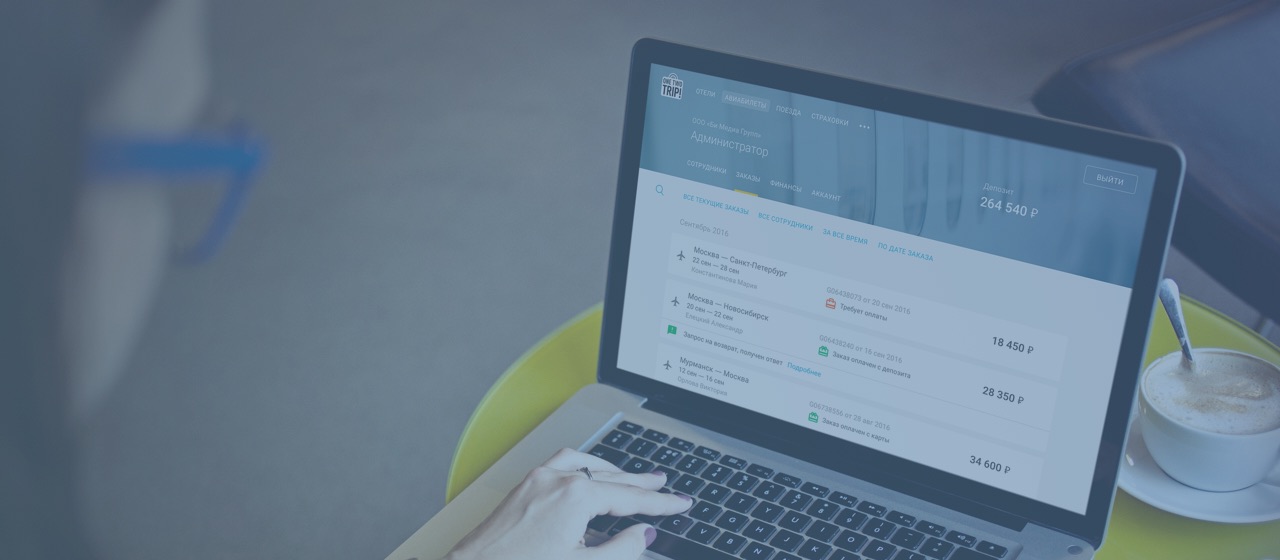 ONE TWO
TRIP!
ОТЕЛИ АВИАБИЛЕТЫ ПОЕЗДА СТРАХОВКИ •••
ООО «Би Медиа Групп»
Администратор
ВЫЙТИ
Депозит
264 540 ₽
СОТРУДНИКИ ЗАКАЗЫ ФИНАНСЫ АККАУНТ
ВСЕ ТЕКУЩИЕ ЗАКАЗЫ ВСЕ СОТРУДНИКИ ЗА ВСЕ ВРЕМЯ ПО ДАТЕ ЗАКАЗА
Сентябрь 2016
Москва — Санкт-Петербург
22 сен — 28 сен
Константинова Мария
G06438073 от 20 сен 2016
Требует оплаты
18 450 ₽
Москва — Новосибирск
20 сен — 22 сен
Елецкий Александр
G06438240 от 16 сен 2016
Заказ оплачен с депозита
28 350 ₽
Запрос на возврат, получен ответ Подробнее
Мурманск — Москва
12 сен — 16 сен
Орлова Виктория
G00738556 от 28 авг 2016
Заказ оплачен с карты
34 600 ₽